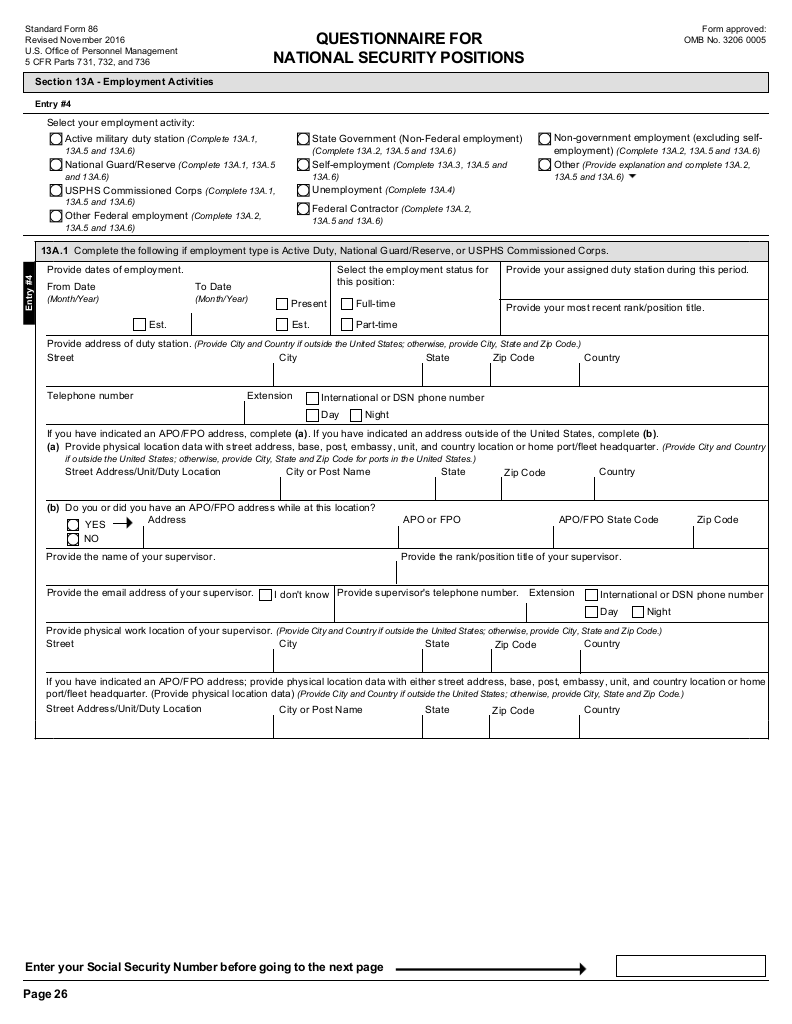 Standard Form 86
Revised November 2016
U.S. Office of Personnel Management
5 CFR Parts 731, 732, and 736
QUESTIONNAIRE FOR
NATIONAL SECURITY POSITIONS
Form approved:
OMB No. 3206 0005
Section 13A - Employment Activities
Entry #4
Select your employment activity:
Active military duty station (Complete 13A.1,
13A.5 and 13A.6)
National Guard/Reserve (Complete 13A.1, 13A.5
and 13A.6)
USPHS Commissioned Corps (Complete 13A.1,
13A.5 and 13A.6)
Other Federal employment (Complete 13A.2,
13A.5 and 13A.6)
State Government (Non-Federal employment)
(Complete 13A.2, 13A.5 and 13A.6)
Self-employment (Complete 13A.3, 13A.5 and
13A.6)
Unemployment (Complete 13A.4)
Federal Contractor (Complete 13A.2,
13A.5 and 13A.6)
Non-government employment (excluding self-
employment) (Complete 13A.2, 13A.5 and 13A.6)
Other (Provide explanation and complete 13A.2,
13A.5 and 13A.6)
13A.1 Complete the following if employment type is Active Duty, National Guard/Reserve, or USPHS Commissioned Corps.
Entry #4
Provide dates of employment.
From Date
(Month/Year)
Est.
To Date
(Month/Year)
Present
Est.
Select the employment status for
this position:
Full-time
Part-time
Provide your assigned duty station during this period.
Provide your most recent rank/position title.
Provide address of duty station. (Provide City and Country if outside the United States; otherwise, provide City, State and Zip Code.)
Street City State Zip Code Country
Telephone number Extension International or DSN phone number
Day Night
If you have indicated an APO/FPO address, complete (a). If you have indicated an address outside of the United States, complete (b).
(a) Provide physical location data with street address, base, post, embassy, unit, and country location or home port/fleet headquarter. (Provide City and Country
if outside the United States; otherwise, provide City, State and Zip Code for ports in the United States.)
Street Address/Unit/Duty Location City or Post Name State Zip Code Country
(b) Do you or did you have an APO/FPO address while at this location?
YES Address APO or FPO APO/FPO State Code Zip Code
NO
Provide the name of your supervisor. Provide the rank/position title of your supervisor.
Provide the email address of your supervisor. I don't know Provide supervisor's telephone number. Extension International or DSN phone number
Day Night
Provide physical work location of your supervisor. (Provide City and Country if outside the United States; otherwise, provide City, State and Zip Code.)
Street City State Zip Code Country
If you have indicated an APO/FPO address; provide physical location data with either street address, base, post, embassy, unit, and country location or home
port/fleet headquarter. (Provide physical location data) (Provide City and Country if outside the United States; otherwise, provide City, State and Zip Code.)
Street Address/Unit/Duty Location City or Post Name State Zip Code Country
Enter your Social Security Number before going to the next page
Page 26